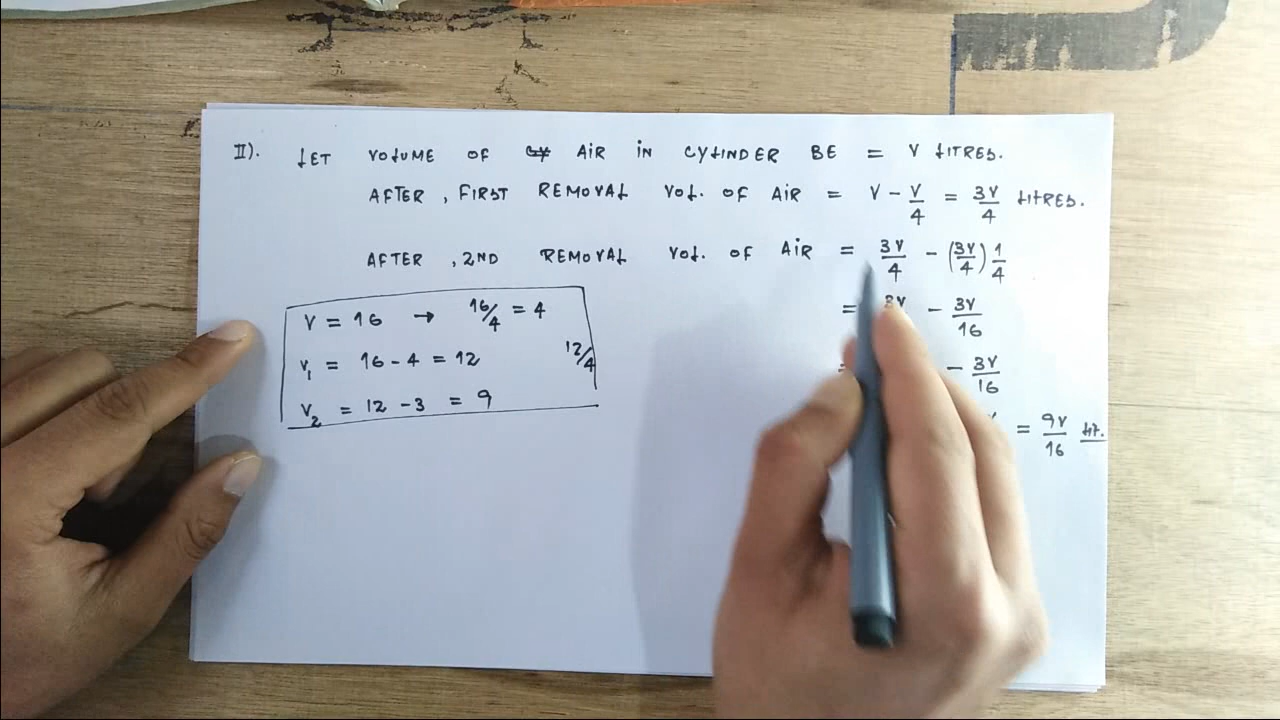 II). LET VOLUME OF AIR IN CYLINDER BE = V LITRES.
AFTER, FIRST REMOVAL VOL. OF AIR = V - V/4 = 3V/4 LITRES.
AFTER, 2ND REMOVAL VOL. OF AIR = 3V/4 - (3V/4) 1/4
= 3V - 3V/16
- 3V/16
= 9V/16 lt.
V = 16 → 16/4 = 4
V₁ = 16 - 4 = 12 12/4
V₂ = 12 - 3 = 9